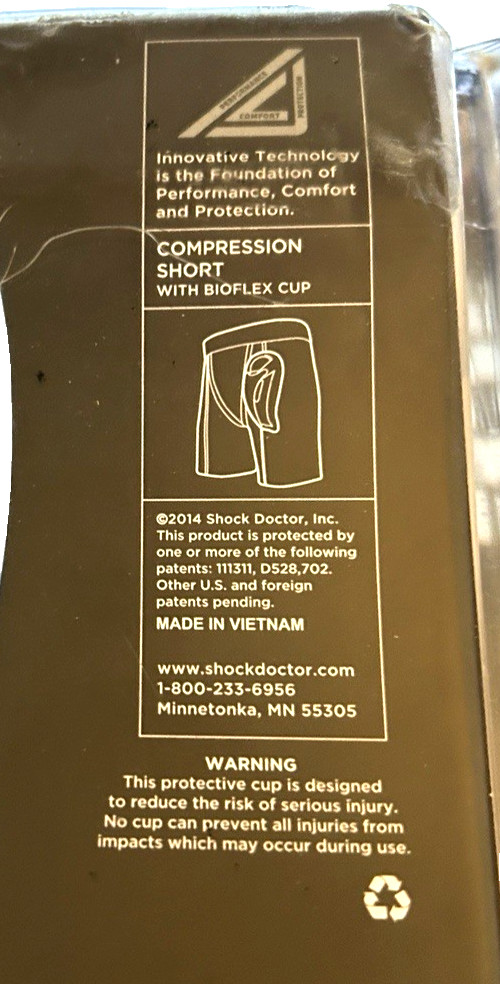 PERFORMANCE
PROTECTION
COMFORT
Innovative Technology
is the Foundation of
Performance, Comfort
and Protection.
COMPRESSION
SHORT
WITH BIOFLEX CUP
©2014 Shock Doctor, Inc.
This product is protected by
one or more of the following
patents: 111311, D528,702.
Other U.S. and foreign
patents pending.
MADE IN VIETNAM
www.shockdoctor.com
1-800-233-6956
Minnetonka, MN 55305
WARNING
This protective cup is designed
to reduce the risk of serious injury.
No cup can prevent all injuries from
impacts which may occur during use.